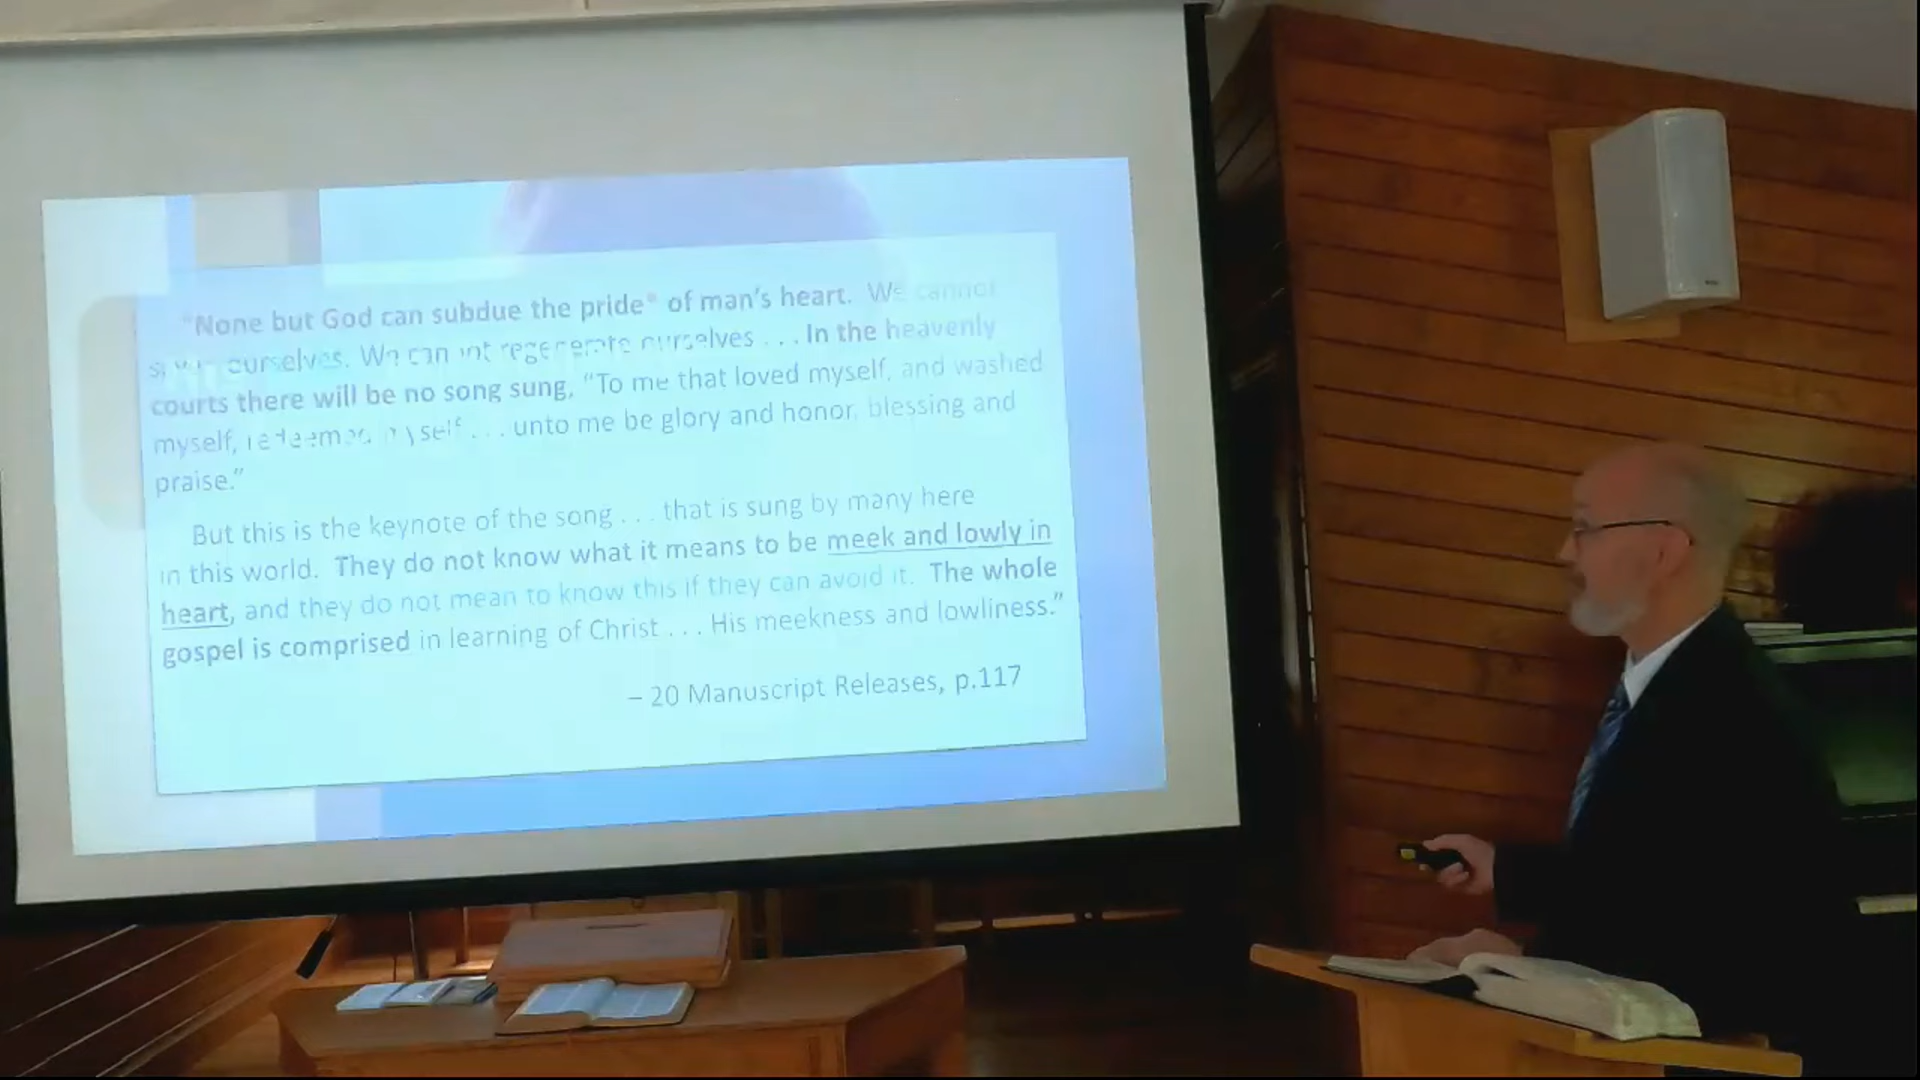 "None but God can subdue the pride* of man's heart. We cannot
ourselves. We can not regenerate ourselves . . . In the heavenly
courts there will be no song sung, "To me that loved myself, and washed
myself, redeemed myself . . . unto me be glory and honor, blessing and
praise."
But this is the keynote of the song . . . that is sung by many here
in this world. They do not know what it means to be meek and lowly in
heart, and they do not mean to know this if they can avoid it. The whole
gospel is comprised in learning of Christ . . . His meekness and lowliness."
– 20 Manuscript Releases, p.117